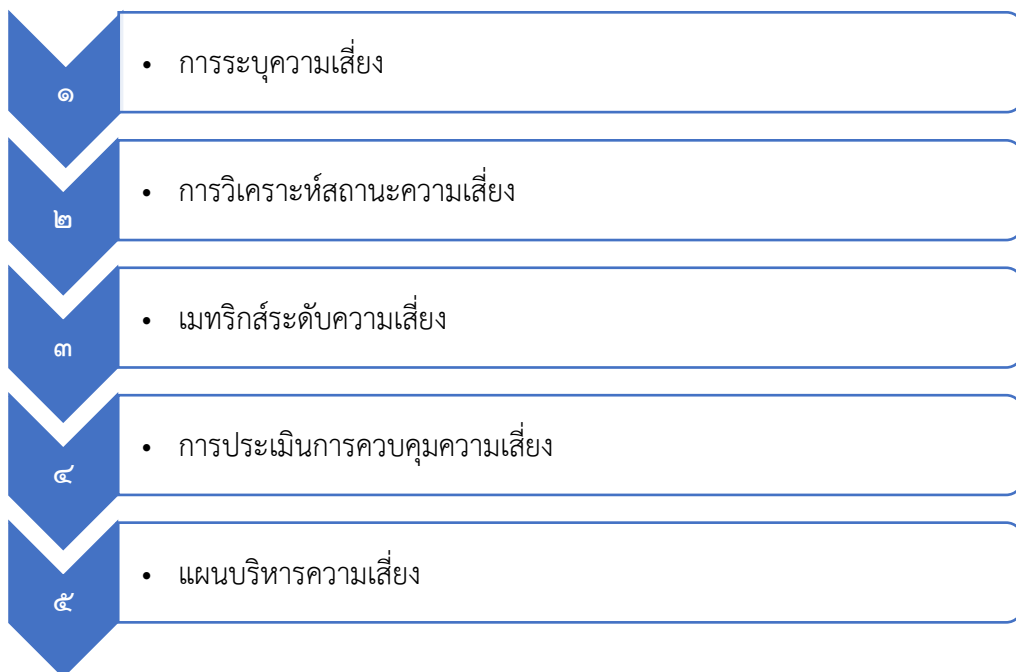 ๑
• การระบุความเสี่ยง
๒
• การวิเคราะห์สถานะความเสี่ยง
๓
• เมทริกส์ระดับความเสี่ยง
๔
• การประเมินการควบคุมความเสี่ยง
๕
• แผนบริหารความเสี่ยง